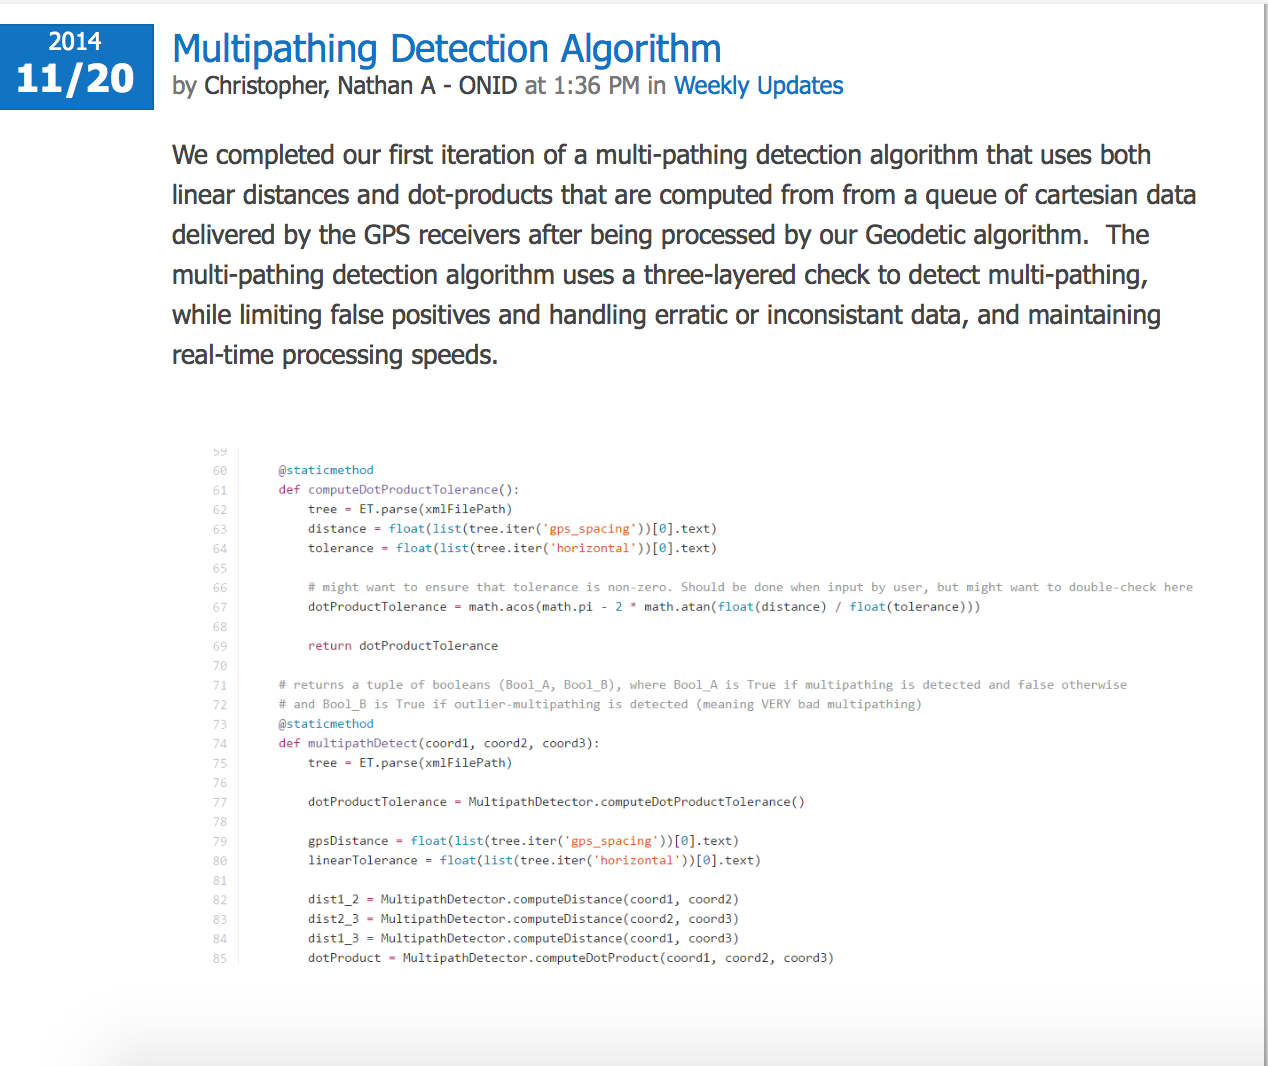 2014
11/20
Multipathing Detection Algorithm
by Christopher, Nathan A - ONID at 1:36 PM in Weekly Updates
We completed our first iteration of a multi-pathing detection algorithm that uses both
linear distances and dot-products that are computed from from a queue of cartesian data
delivered by the GPS receivers after being processed by our Geodetic algorithm.  The
multi-pathing detection algorithm uses a three-layered check to detect multi-pathing,
while limiting false positives and handling erratic or inconsistant data, and maintaining
real-time processing speeds.
59
60 @staticmethod
61 def computeDotProductTolerance():
62 tree = ET.parse(xmlFilePath)
63 distance = float(list(tree.iter('gps_spacing'))[0].text)
64 tolerance = float(list(tree.iter('horizontal'))[0].text)
65
66 # might want to ensure that tolerance is non-zero. Should be done when input by user, but might want to double-check here
67 dotProductTolerance = math.acos(math.pi - 2 * math.atan(float(distance) / float(tolerance)))
68
69 return dotProductTolerance
70
71 # returns a tuple of booleans (Bool_A, Bool_B), where Bool_A is True if multipathing is detected and false otherwise
72 # and Bool_B is True if outlier-multipathing is detected (meaning VERY bad multipathing)
73 @staticmethod
74 def multipathDetect(coord1, coord2, coord3):
75 tree = ET.parse(xmlFilePath)
76
77 dotProductTolerance = MultipathDetector.computeDotProductTolerance()
78
79 gpsDistance = float(list(tree.iter('gps_spacing'))[0].text)
80 linearTolerance = float(list(tree.iter('horizontal'))[0].text)
81
82 dist1_2 = MultipathDetector.computeDistance(coord1, coord2)
83 dist2_3 = MultipathDetector.computeDistance(coord2, coord3)
84 dist1_3 = MultipathDetector.computeDistance(coord1, coord3)
85 dotProduct = MultipathDetector.computeDotProduct(coord1, coord2, coord3)